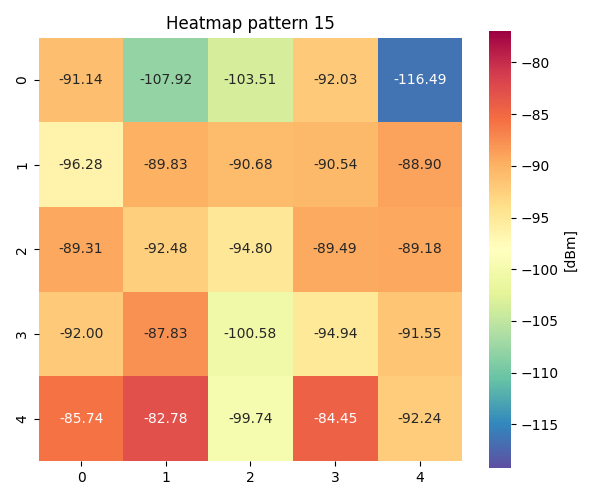 Heatmap pattern 15
0 -91.14 -107.92 -103.51 -92.03 -116.49
1 -96.28 -89.83 -90.68 -90.54 -88.90
2 -89.31 -92.48 -94.80 -89.49 -89.18
3 -92.00 -87.83 -100.58 -94.94 -91.55
4 -85.74 -82.78 -99.74 -84.45 -92.24
0 1 2 3 4
−80
−85
−90
−95
−100
−105
−110
−115
[dBm]